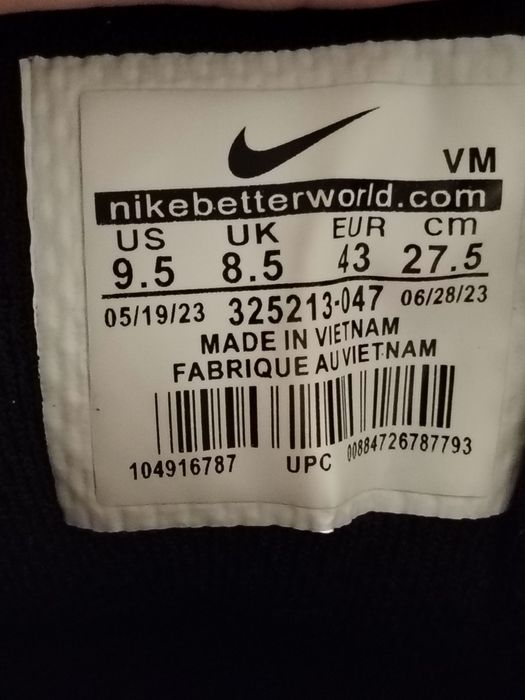 VM
nikebetterworld.com
US UK EUR cm
9.5 8.5 43 27.5
05/19/23 325213-047 06/28/23
MADE IN VIETNAM
FABRIQUE AU VIETNAM
104916787 UPC 00884726787793